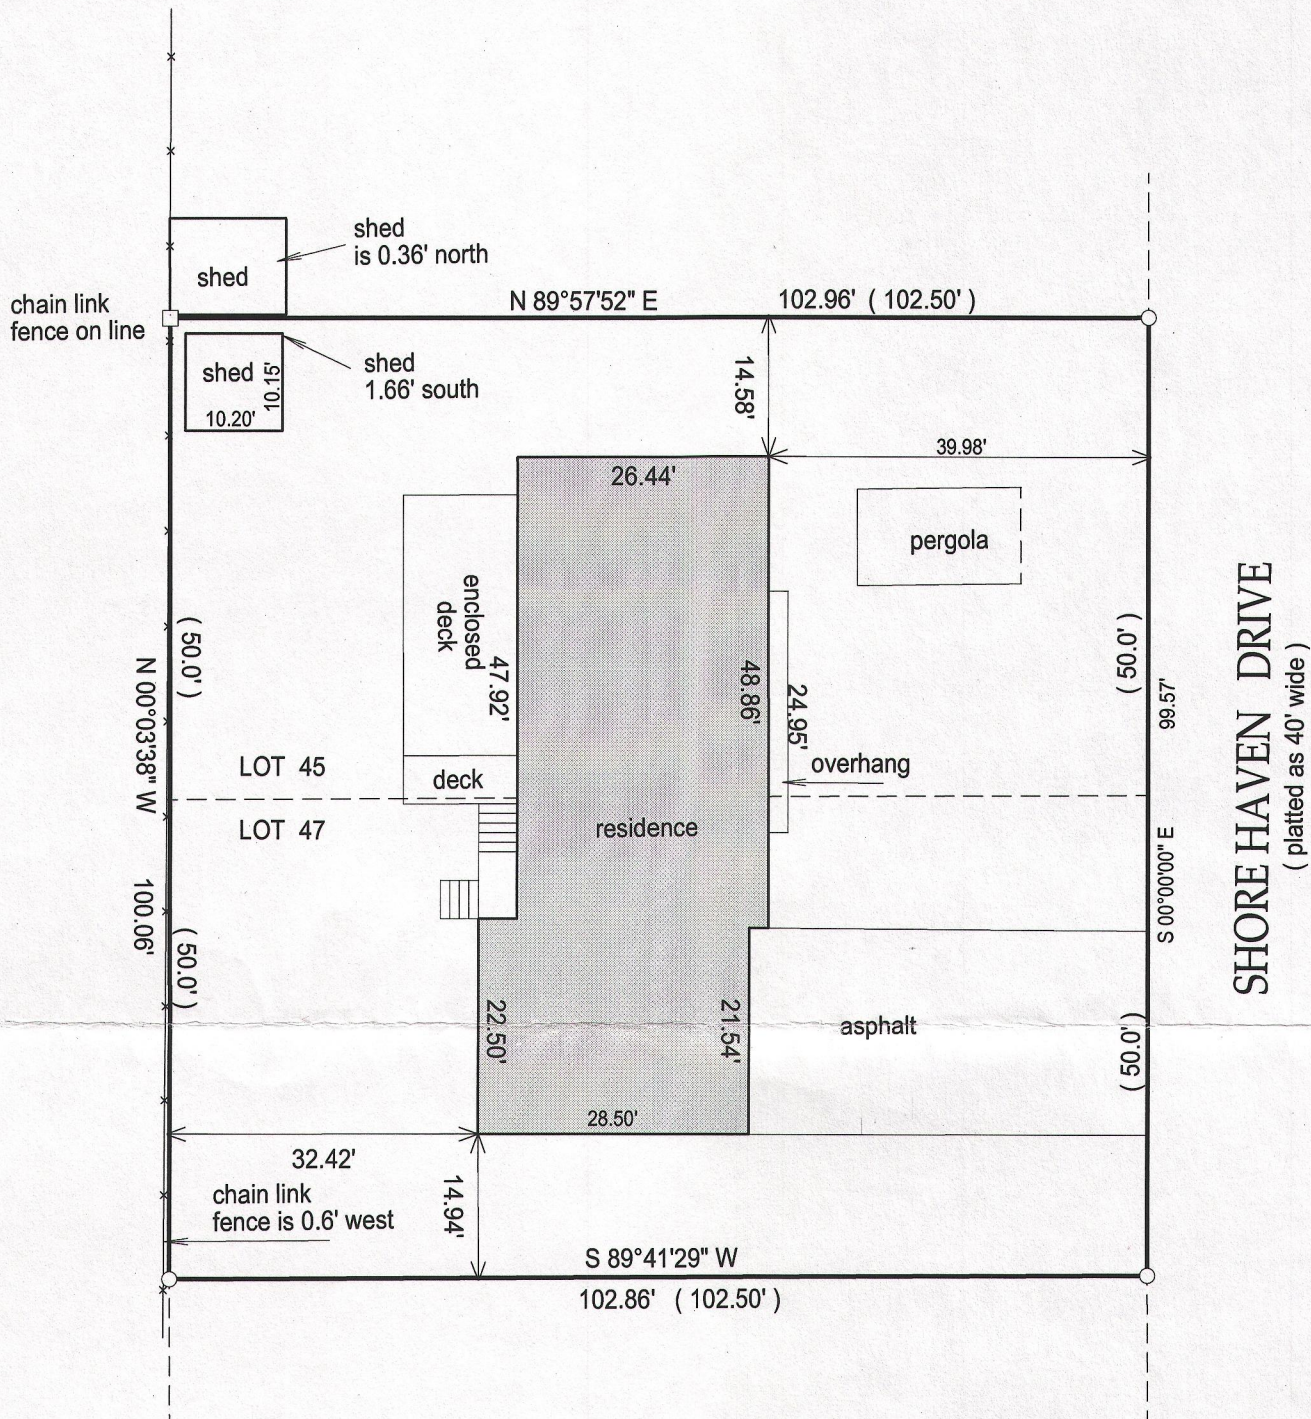 shed
is 0.36' north
shed
chain link
fence on line
N 89°57'52" E
102.96' ( 102.50' )
shed
10.15'
10.20'
shed
1.66' south
14.58'
39.98'
26.44'
pergola
enclosed
deck
47.92'
48.86'
24.95'
( 50.0' )
( 50.0' )
99.57'
N 00°03'38" W
100.06'
LOT 45
deck
overhang
LOT 47
residence
S 00°00'00" E
SHORE HAVEN DRIVE
( platted as 40' wide )
( 50.0' )
22.50'
21.54'
asphalt
( 50.0' )
28.50'
32.42'
14.94'
chain link
fence is 0.6' west
S 89°41'29" W
102.86' ( 102.50' )